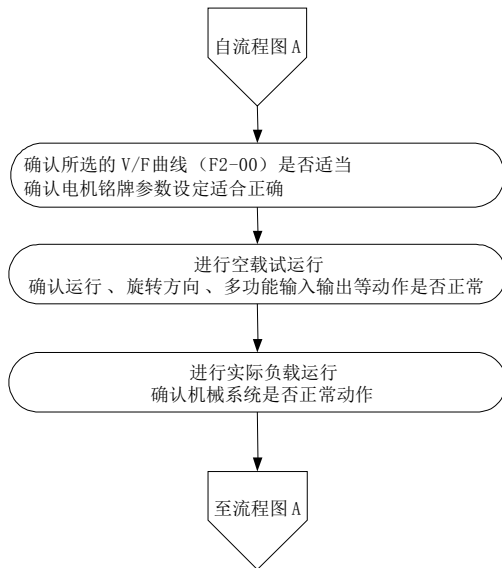 自流程图 A
确认所选的 V/F 曲线（F2-00）是否适当
确认电机铭牌参数设定适合正确
进行空载试运行
确认运行、旋转方向、多功能输入输出等动作是否正常
进行实际负载运行
确认机械系统是否正常动作
至流程图 A